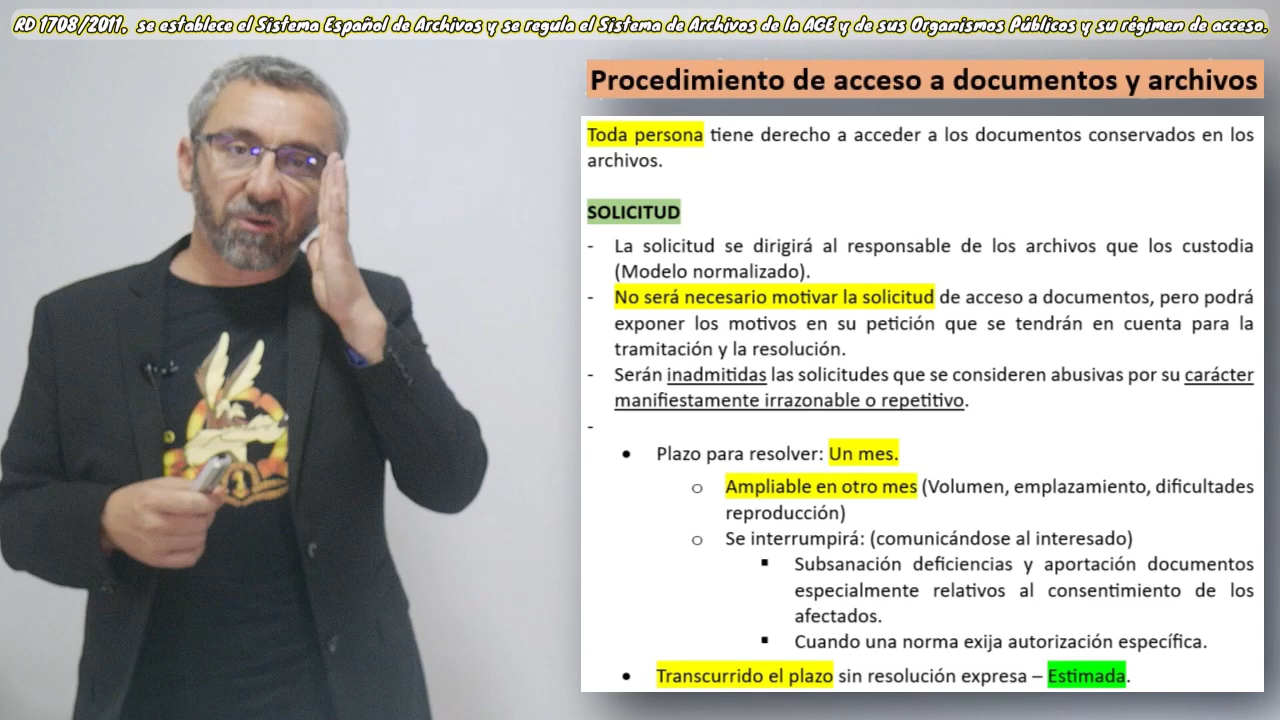 RD 1708/2011, se establece el Sistema Español de Archivos y se regula el Sistema de Archivos de la AGE y de sus Organismos Públicos y su régimen de acceso.
Procedimiento de acceso a documentos y archivos
Toda persona tiene derecho a acceder a los documentos conservados en los
archivos.
SOLICITUD
- La solicitud se dirigirá al responsable de los archivos que los custodia
(Modelo normalizado).
- No será necesario motivar la solicitud de acceso a documentos, pero podrá
exponer los motivos en su petición que se tendrán en cuenta para la
tramitación y la resolución.
- Serán inadmitidas las solicitudes que se consideren abusivas por su carácter
manifiestamente irrazonable o repetitivo.
-
• Plazo para resolver: Un mes.
o Ampliable en otro mes (Volumen, emplazamiento, dificultades
reproducción)
o Se interrumpirá: (comunicándose al interesado)
▪ Subsanación deficiencias y aportación documentos
especialmente relativos al consentimiento de los
afectados.
▪ Cuando una norma exija autorización específica.
• Transcurrido el plazo sin resolución expresa – Estimada.